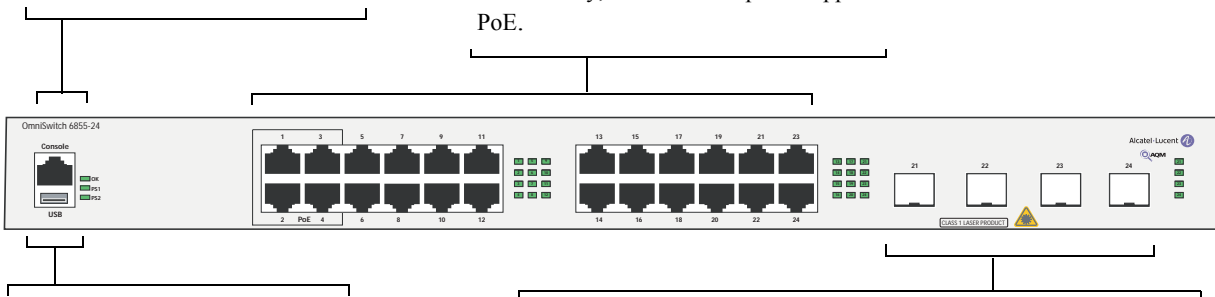 PoE.
OmniSwitch 6855-24
Console
OK
PS1
PS2
USB
1 3 5 7 9 11
2 PoE 4 6 8 10 12
13 15 17 19 21 23
14 16 18 20 22 24
21 22 23 24
CLASS 1 LASER PRODUCT
Alcatel-Lucent
AQM